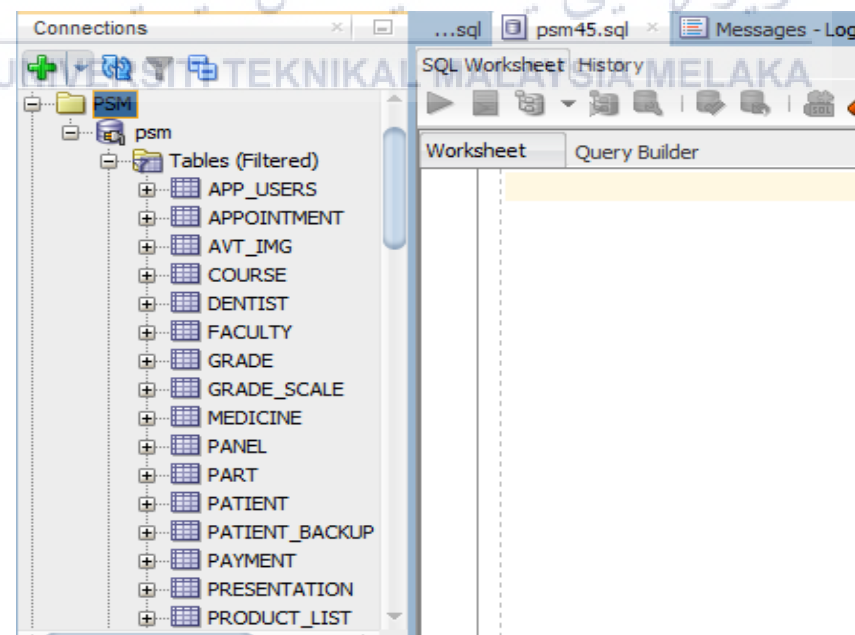 Connections
...sql psm45.sql Messages - Log
UNIVERSITI TEKNIKAL MALAYSIA MELAKA
SQL Worksheet History
PSM
psm
Tables (Filtered)
APP_USERS
APPOINTMENT
AVT_IMG
COURSE
DENTIST
FACULTY
GRADE
GRADE_SCALE
MEDICINE
PANEL
PART
PATIENT
PATIENT_BACKUP
PAYMENT
PRESENTATION
PRODUCT_LIST
Worksheet Query Builder